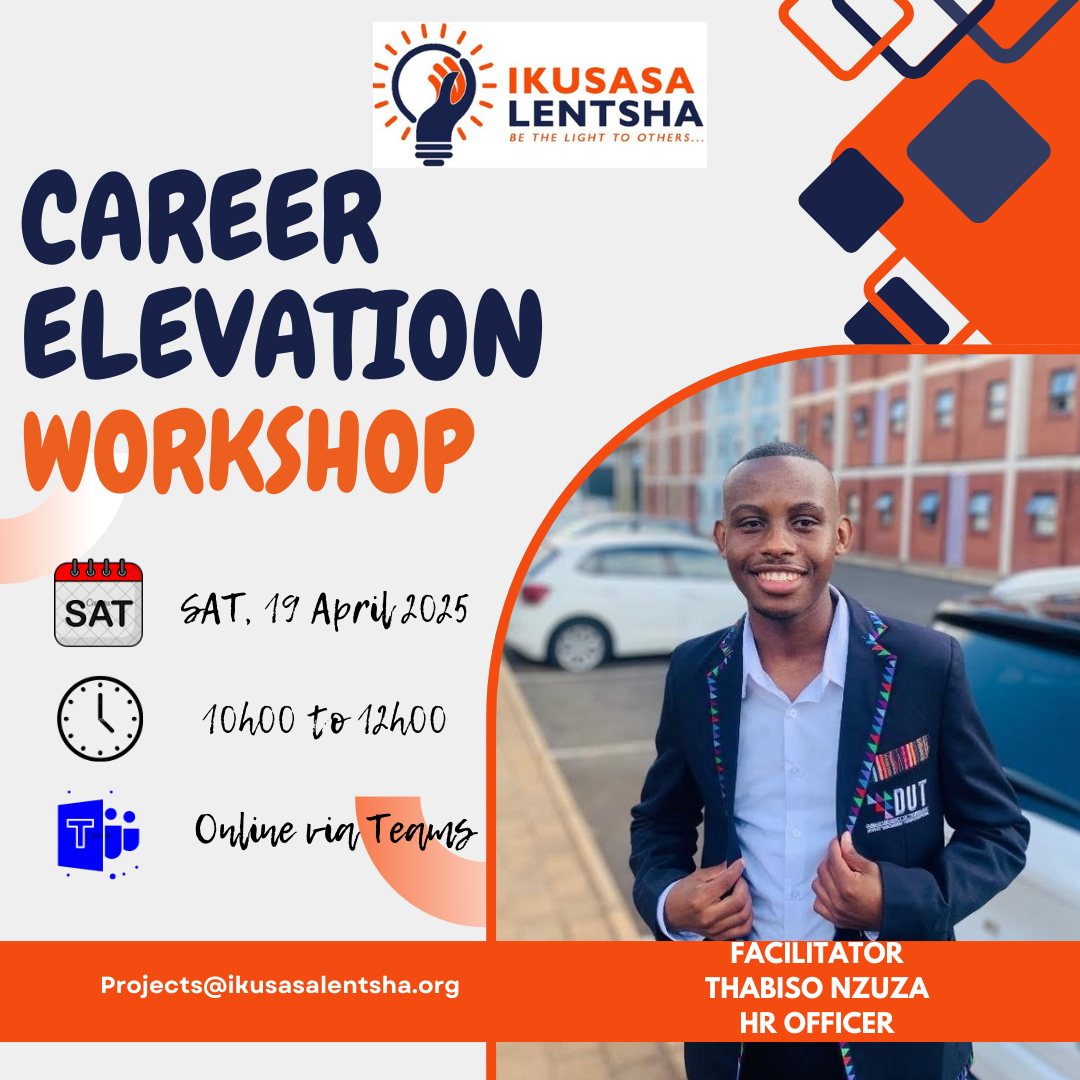 IKUSASA
LENTSHA
BE THE LIGHT TO OTHERS...
CAREER
ELEVATION
WORKSHOP
SAT
SAT, 19 April 2025
10h00 to 12h00
T
Online via Teams
DUT
Projects@ikusasalentsha.org
FACILITATOR
THABISO NZUZA
HR OFFICER